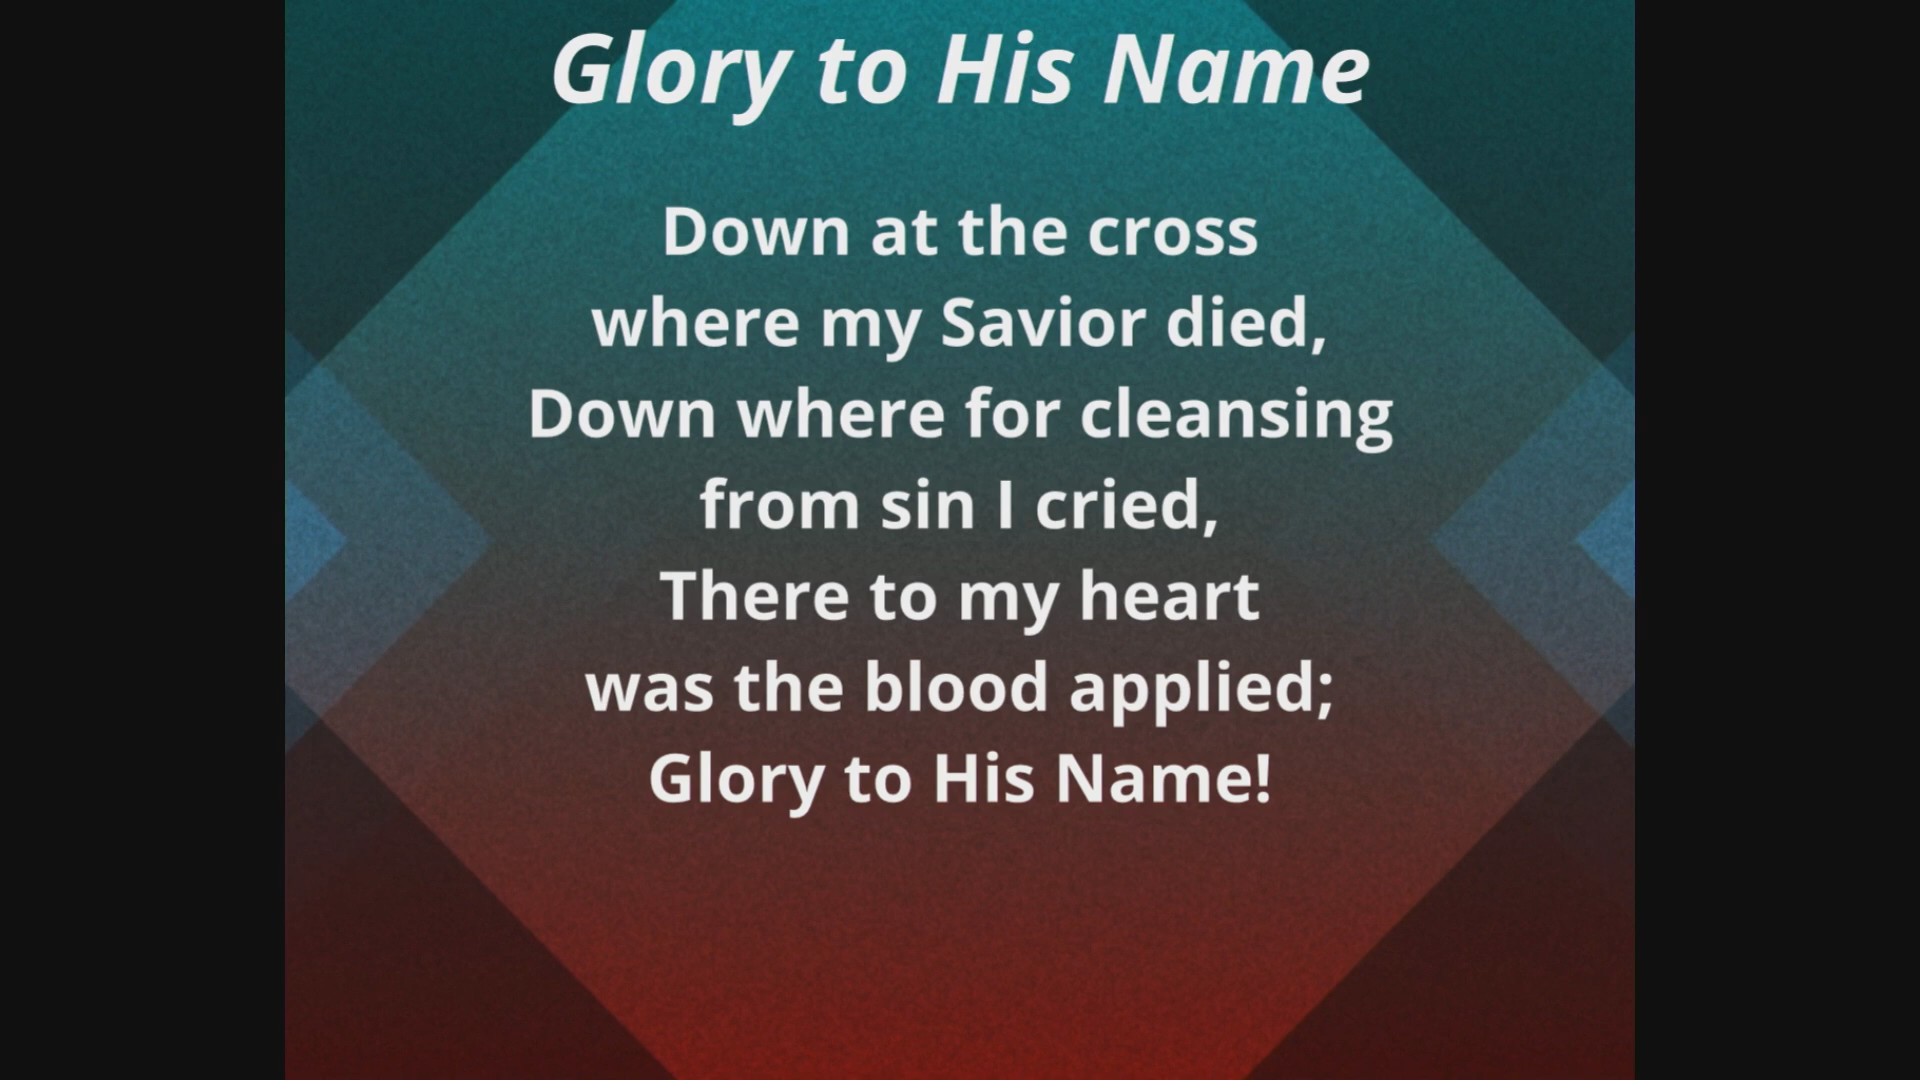 Glory to His Name
Down at the cross
where my Savior died,
Down where for cleansing
from sin I cried,
There to my heart
was the blood applied;
Glory to His Name!